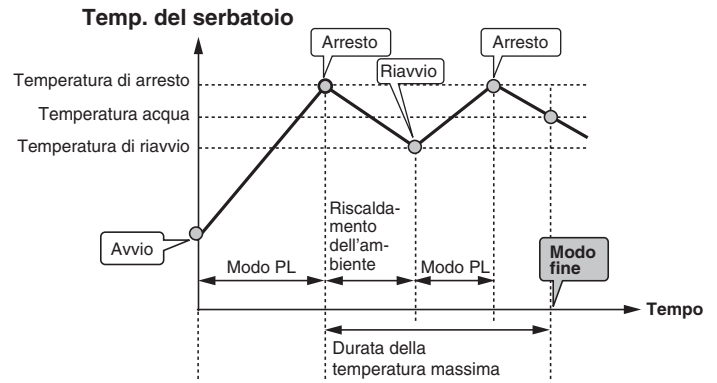 Temp. del serbatoio
Arresto
Arresto
Riavvio
Temperatura di arresto
Temperatura acqua
Temperatura di riavvio
Avvio
Riscalda-
mento
dell'am-
biente
Modo PL
Modo PL
Modo
fine
Tempo
Durata della
temperatura massima